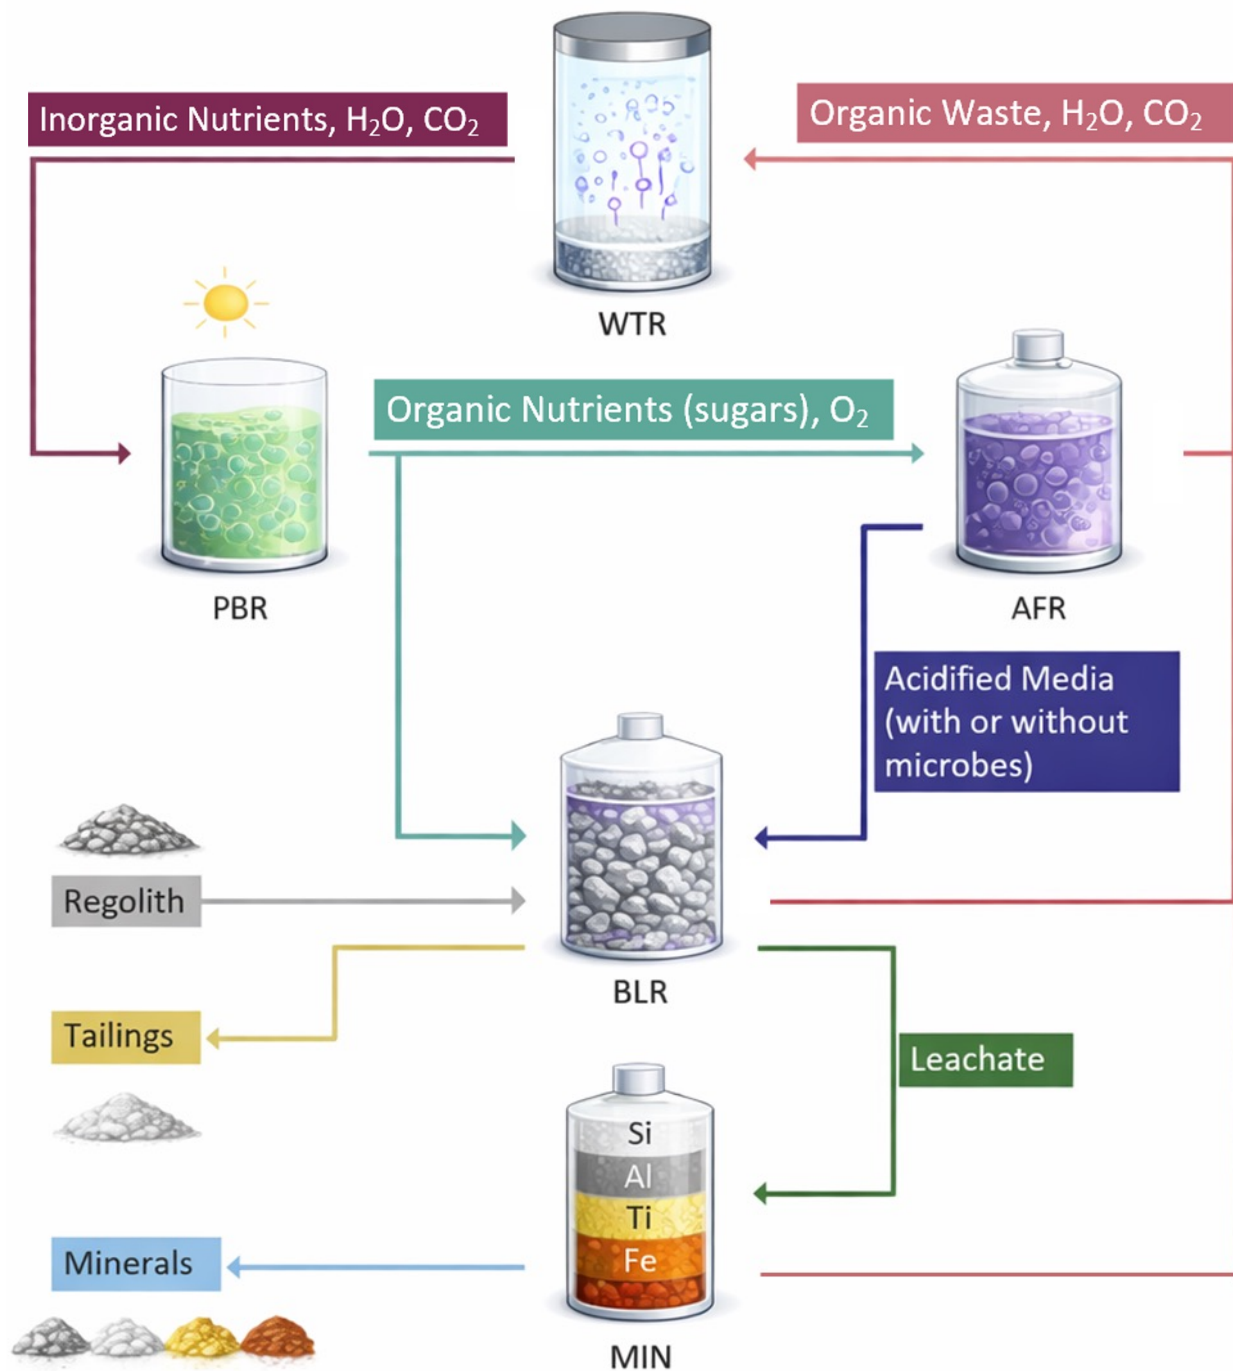 Inorganic Nutrients, H₂O, CO₂
Organic Waste, H₂O, CO₂
WTR
Organic Nutrients (sugars), O₂
PBR
AFR
Acidified Media
(with or without
microbes)
Regolith
BLR
Tailings
Leachate
Si
Al
Ti
Fe
Minerals
MIN